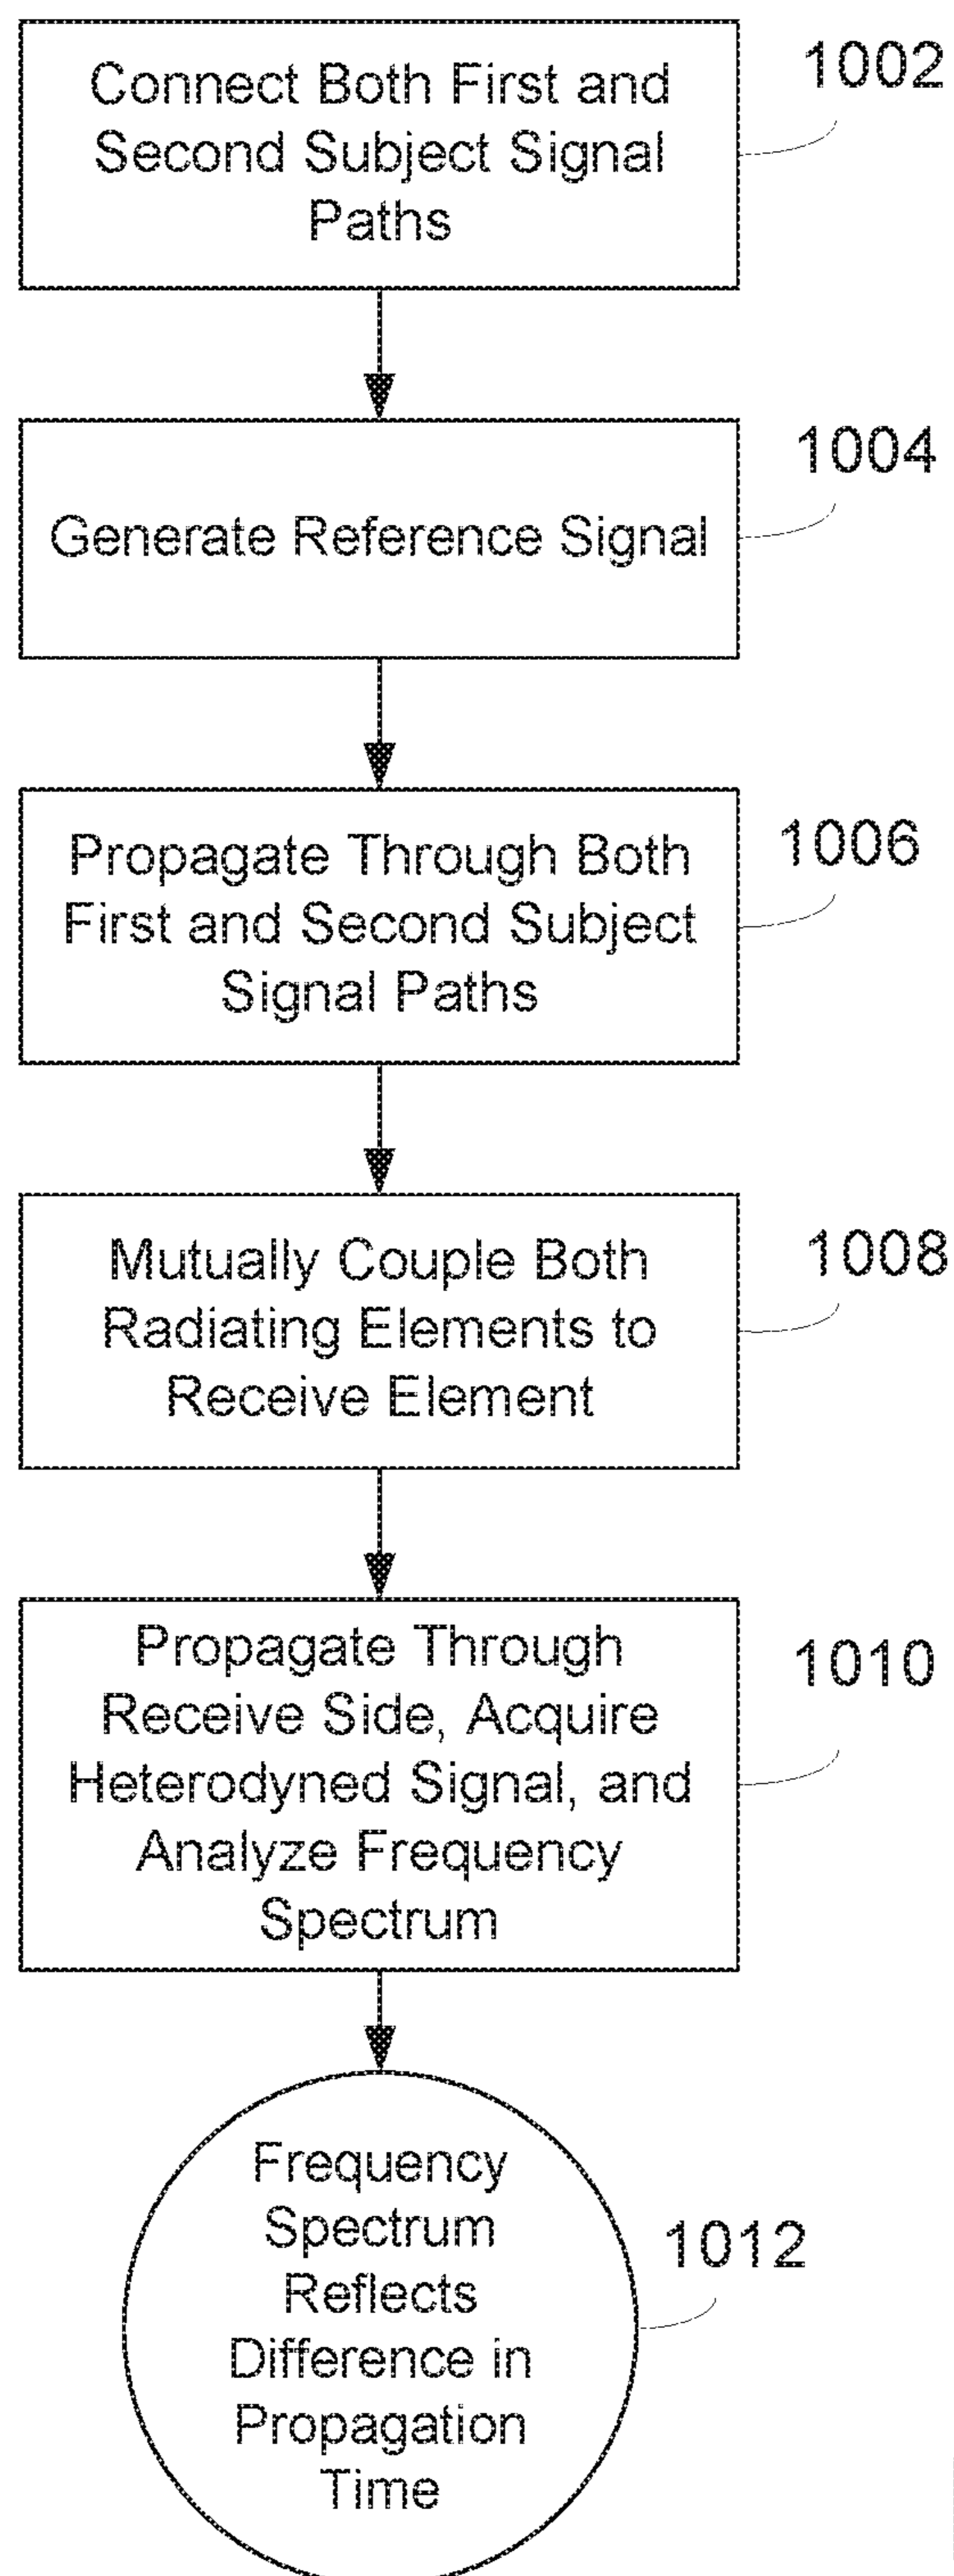 Connect Both First and
Second Subject Signal
Paths
1002
Generate Reference Signal
1004
Propagate Through Both
First and Second Subject
Signal Paths
1006
Mutually Couple Both
Radiating Elements to
Receive Element
1008
Propagate Through
Receive Side, Acquire
Heterodyned Signal, and
Analyze Frequency
Spectrum
1010
Frequency
Spectrum
Reflects
Difference in
Propagation
Time
1012